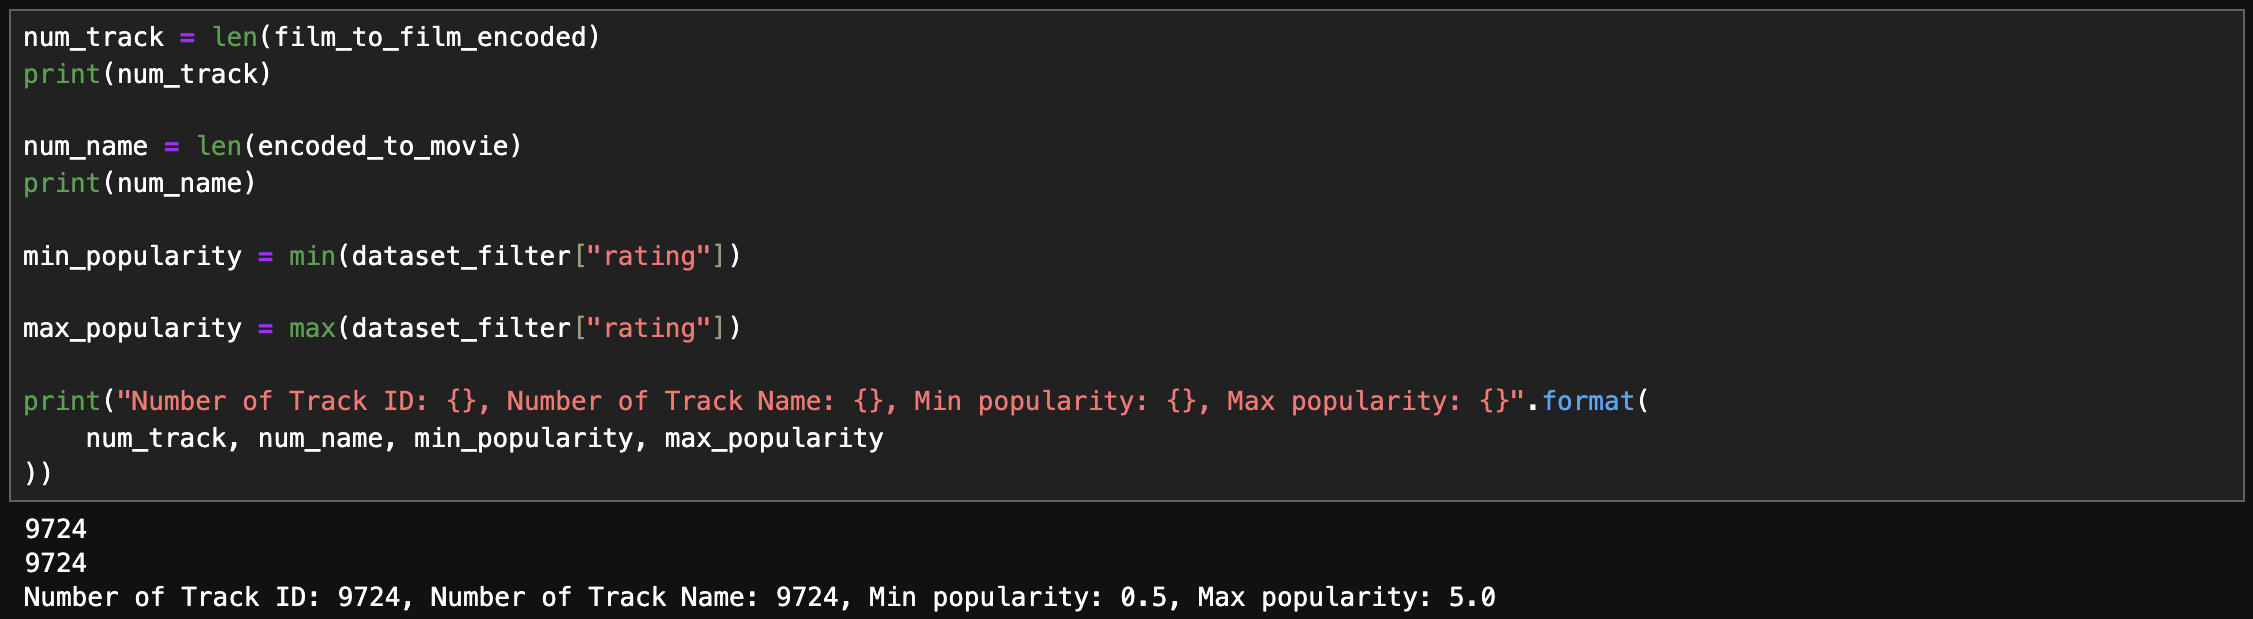 num_track = len(film_to_film_encoded)
print(num_track)
num_name = len(encoded_to_movie)
print(num_name)
min_popularity = min(dataset_filter["rating"])
max_popularity = max(dataset_filter["rating"])
print("Number of Track ID: {}, Number of Track Name: {}, Min popularity: {}, Max popularity: {}".format(
    num_track, num_name, min_popularity, max_popularity
))
9724
9724
Number of Track ID: 9724, Number of Track Name: 9724, Min popularity: 0.5, Max popularity: 5.0